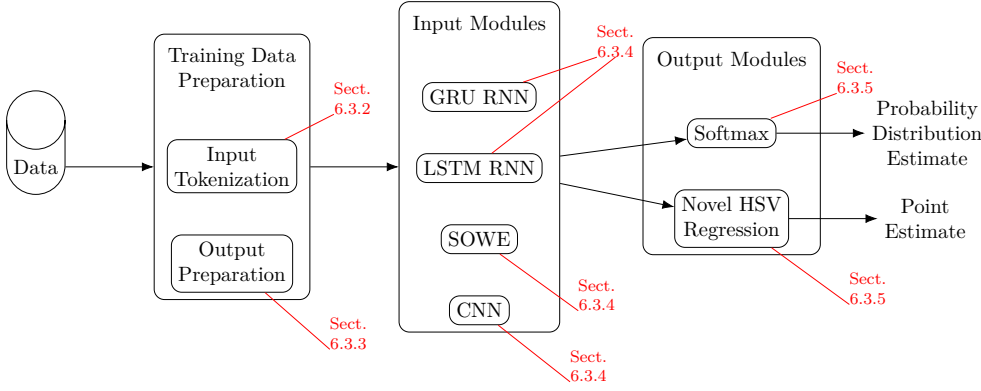 Data
Training Data
Preparation
Sect.
6.3.2
Input
Tokenization
Output
Preparation
Sect.
6.3.3
Input Modules
Sect.
6.3.4
GRU RNN
LSTM RNN
SOWE
Sect.
6.3.4
CNN
Sect.
6.3.4
Output Modules
Sect.
6.3.5
Softmax
Novel HSV
Regression
Sect.
6.3.5
Probability
Distribution
Estimate
Point
Estimate